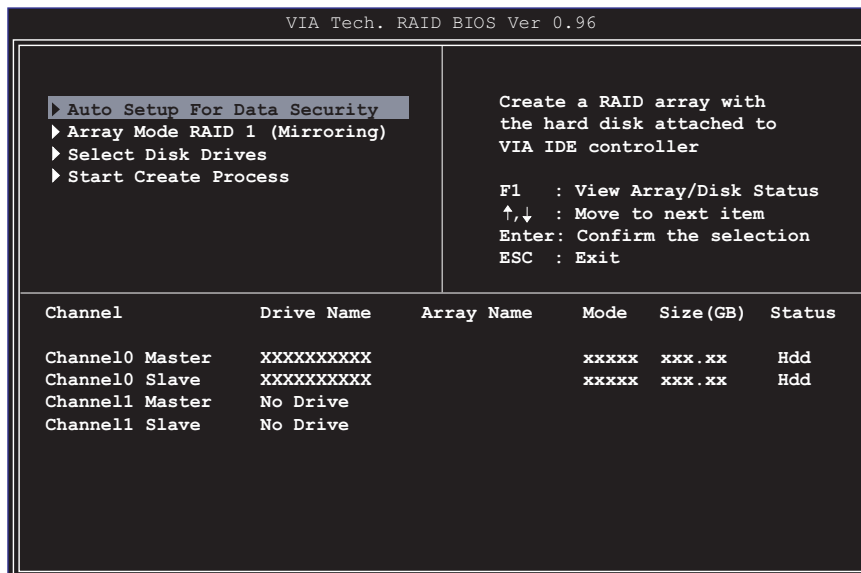 VIA Tech. RAID BIOS Ver 0.96
Auto Setup For Data Security
Array Mode RAID 1 (Mirroring)
Select Disk Drives
Start Create Process
Create a RAID array with
the hard disk attached to
VIA IDE controller
F1 : View Array/Disk Status
↑,↓ : Move to next item
Enter: Confirm the selection
ESC : Exit
Channel Drive Name Array Name Mode Size(GB) Status
Channel0 Master XXXXXXXXXX xxxxx xxx.xx Hdd
Channel0 Slave XXXXXXXXXX xxxxx xxx.xx Hdd
Channel1 Master No Drive
Channel1 Slave No Drive